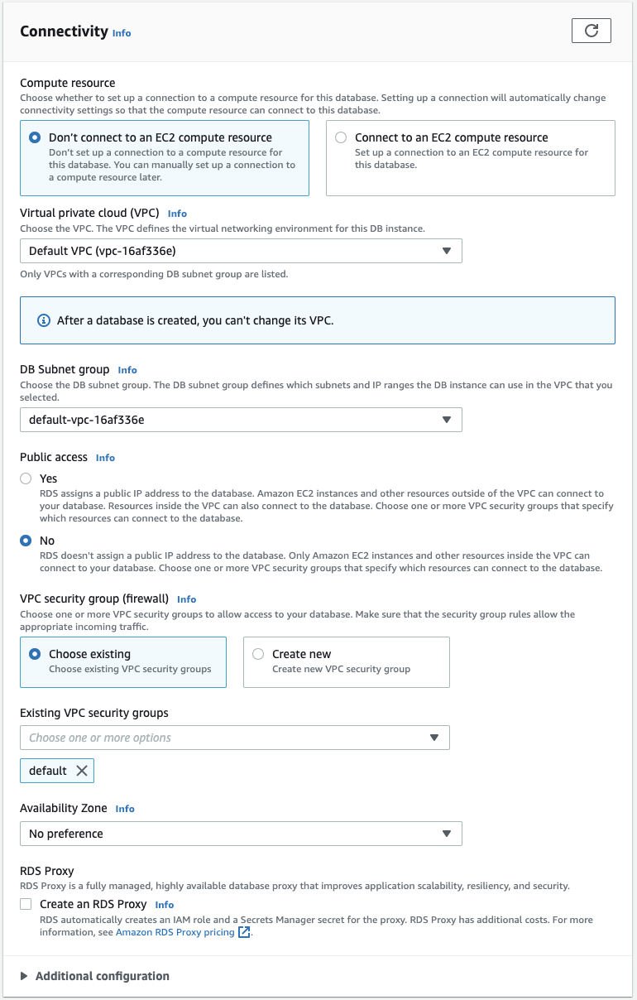 Connectivity Info
Compute resource
Choose whether to set up a connection to a compute resource for this database. Setting up a connection will automatically change
connectivity settings so that the compute resource can connect to this database.
Don’t connect to an EC2 compute resource
Don’t set up a connection to a compute resource for
this database. You can manually set up a connection to
a compute resource later.
Connect to an EC2 compute resource
Set up a connection to an EC2 compute resource for
this database.
Virtual private cloud (VPC) Info
Choose the VPC. The VPC defines the virtual networking environment for this DB instance.
Default VPC (vpc-16af336e)
Only VPCs with a corresponding DB subnet group are listed.
After a database is created, you can't change its VPC.
DB Subnet group Info
Choose the DB subnet group. The DB subnet group defines which subnets and IP ranges the DB instance can use in the VPC that you
selected.
default-vpc-16af336e
Public access Info
Yes
RDS assigns a public IP address to the database. Amazon EC2 instances and other resources outside of the VPC can connect to
your database. Resources inside the VPC can also connect to the database. Choose one or more VPC security groups that specify
which resources can connect to the database.
No
RDS doesn't assign a public IP address to the database. Only Amazon EC2 instances and other resources inside the VPC can
connect to your database. Choose one or more VPC security groups that specify which resources can connect to the database.
VPC security group (firewall) Info
Choose one or more VPC security groups to allow access to your database. Make sure that the security group rules allow the
appropriate incoming traffic.
Choose existing
Choose existing VPC security groups
Create new
Create new VPC security group
Existing VPC security groups
Choose one or more options
default
Availability Zone Info
No preference
RDS Proxy
RDS Proxy is a fully managed, highly available database proxy that improves application scalability, resiliency, and security.
Create an RDS Proxy Info
RDS automatically creates an IAM role and a Secrets Manager secret for the proxy. RDS Proxy has additional costs. For more
information, see Amazon RDS Proxy pricing.
Additional configuration